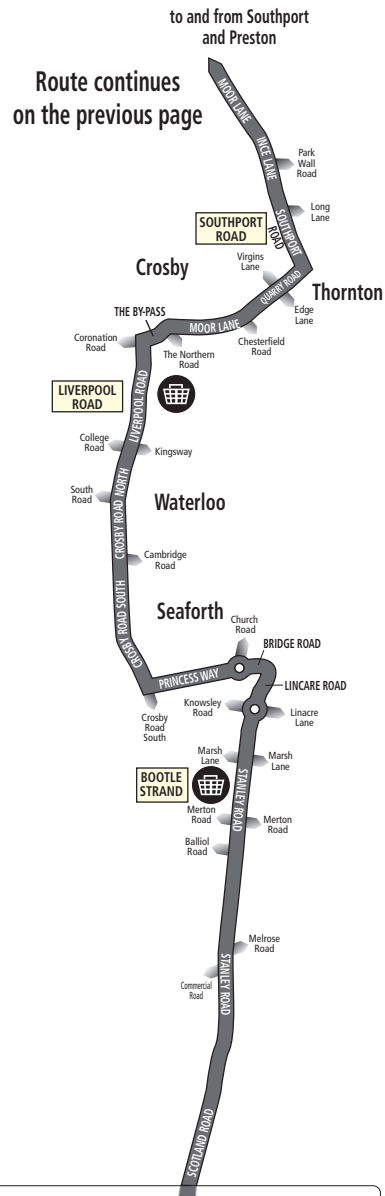 to and from Southport
and Preston
Route continues
on the previous page
MOOR LANE
INCE LANE
Park
Wall
Road
Long
Lane
SOUTHPORT
ROAD
SOUTHPORT
ROAD
Virgins
Lane
Crosby
QUARRY ROAD
Thornton
Edge
Lane
THE BY-PASS
MOOR LANE
Chesterfield
Road
Coronation
Road
The Northern
Road
LIVERPOOL
ROAD
LIVERPOOL ROAD
College
Road
Kingsway
South
Road
CROSBY ROAD NORTH
Waterloo
Cambridge
Road
Seaforth
CROSBY ROAD SOUTH
Church
Road
BRIDGE ROAD
PRINCESS WAY
LINCARE ROAD
Crosby
Road
South
Knowsley
Road
Linacre
Lane
Marsh
Lane
Marsh
Lane
BOOTLE
STRAND
STANLEY ROAD
Merton
Road
Merton
Road
Balliol
Road
Melrose
Road
Commercial
Road
STANLEY ROAD
SCOTLAND ROAD